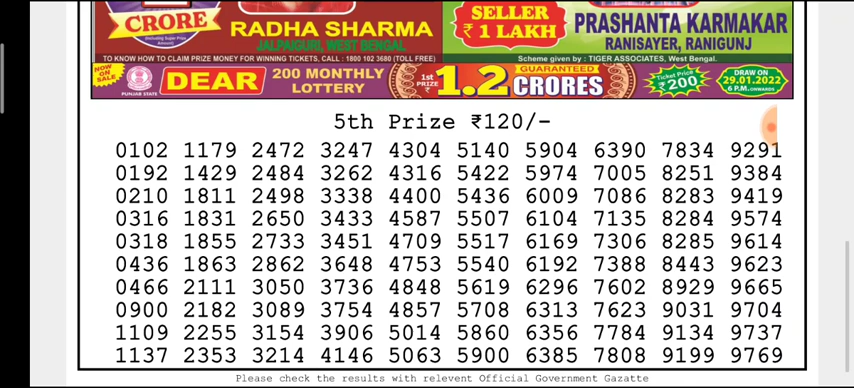 CRORE
(Including Super Prize Amount)
RADHA SHARMA
JALPAIGURI, WEST BENGAL
SELLER
₹ 1 LAKH
PRASHANTA KARMAKAR
RANISAYER, RANIGUNJ
TO KNOW HOW TO CLAIM PRIZE MONEY FOR WINNING TICKETS, CALL : 1800 102 3680 (TOLL FREE)
Scheme given by : TIGER ASSOCIATES, West Bengal.
NOW ON SALE
PUNJAB STATE
DEAR
200 MONTHLY LOTTERY
1st PRIZE ₹
1.2
GUARANTEED
CRORES
Ticket Price
₹200
DRAW ON
29.01.2022
6 P.M. ONWARDS
5th Prize ₹120/-
0102 1179 2472 3247 4304 5140 5904 6390 7834 9291
0192 1429 2484 3262 4316 5422 5974 7005 8251 9384
0210 1811 2498 3338 4400 5436 6009 7086 8283 9419
0316 1831 2650 3433 4587 5507 6104 7135 8284 9574
0318 1855 2733 3451 4709 5517 6169 7306 8285 9614
0436 1863 2862 3648 4753 5540 6192 7388 8443 9623
0466 2111 3050 3736 4848 5619 6296 7602 8929 9665
0900 2182 3089 3754 4857 5708 6313 7623 9031 9704
1109 2255 3154 3906 5014 5860 6356 7784 9134 9737
1137 2353 3214 4146 5063 5900 6385 7808 9199 9769
Please check the results with relevent Official Government Gazatte